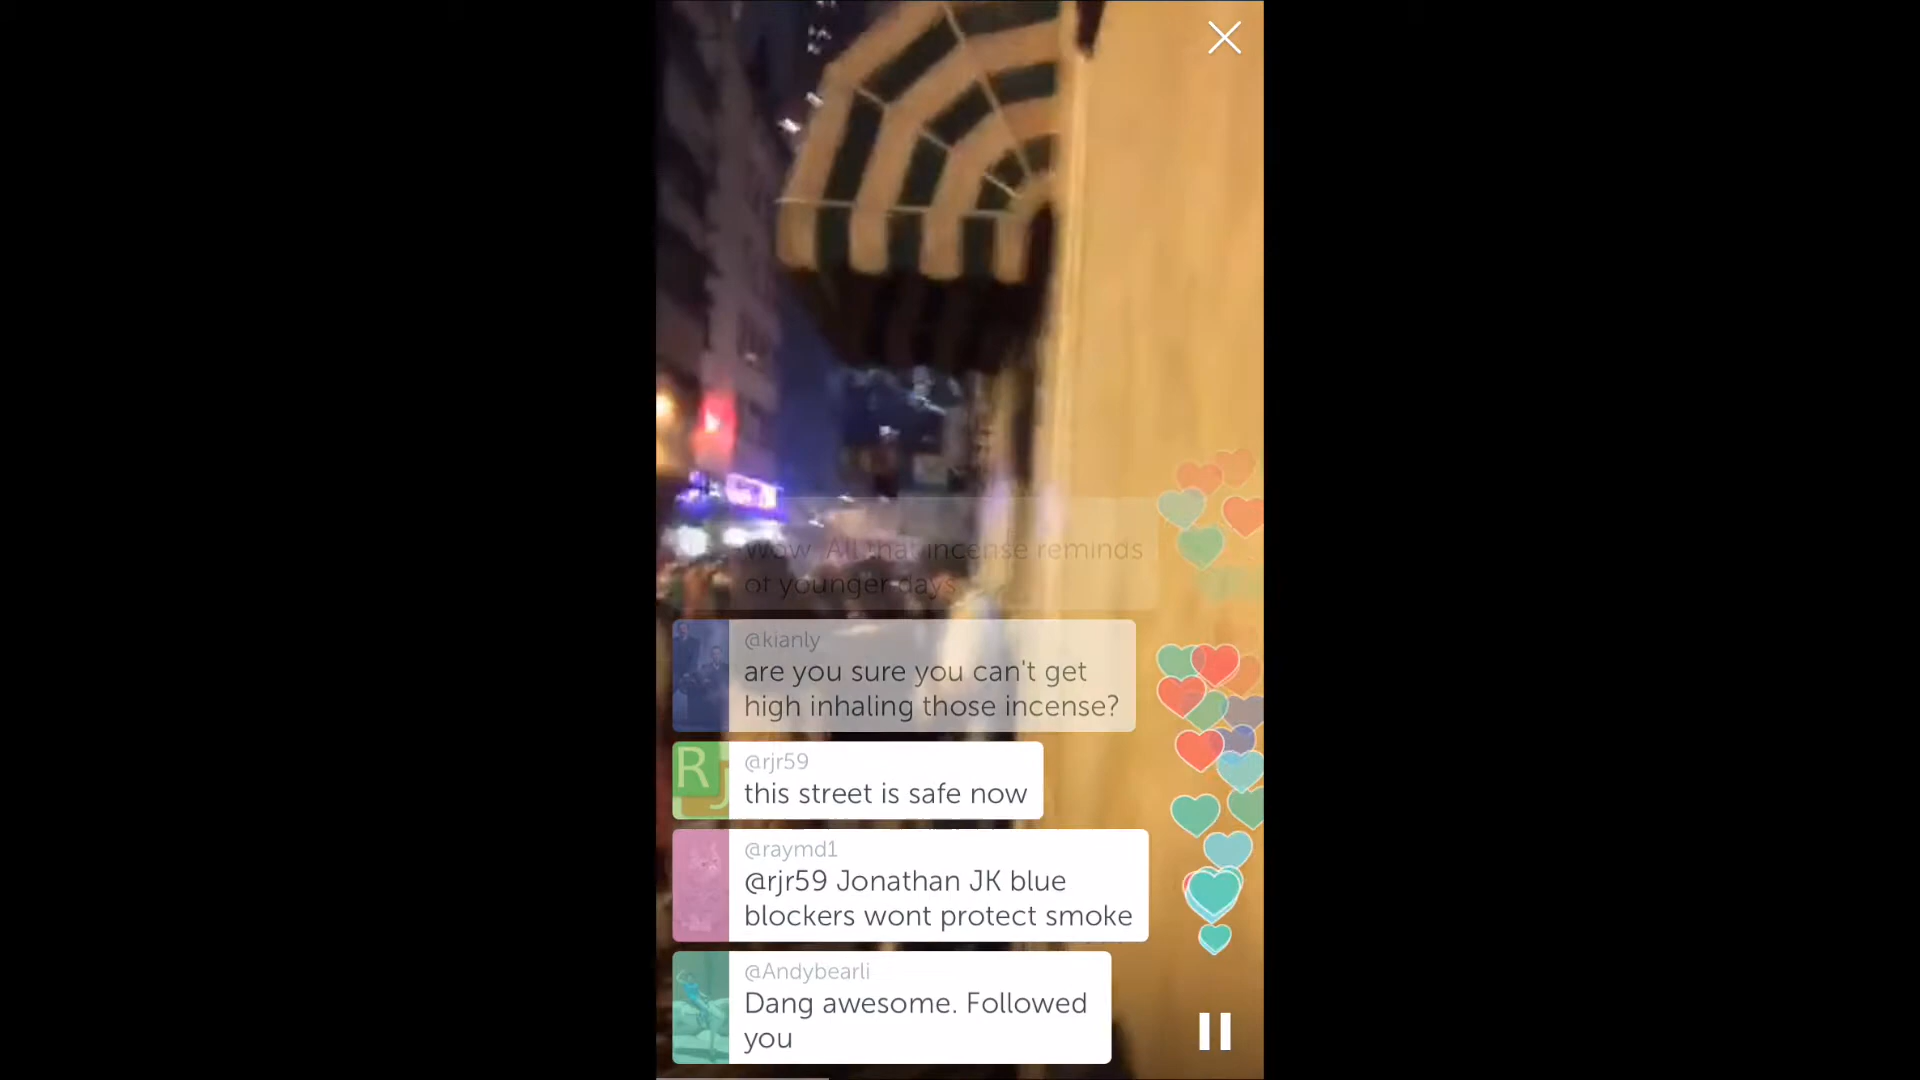 Wow. All that incense reminds
of younger days
@kianly
are you sure you can't get
high inhaling those incense?
R
J
@rjr59
this street is safe now
@raymd1
@rjr59 Jonathan JK blue
blockers wont protect smoke
@Andybearli
Dang awesome. Followed
you